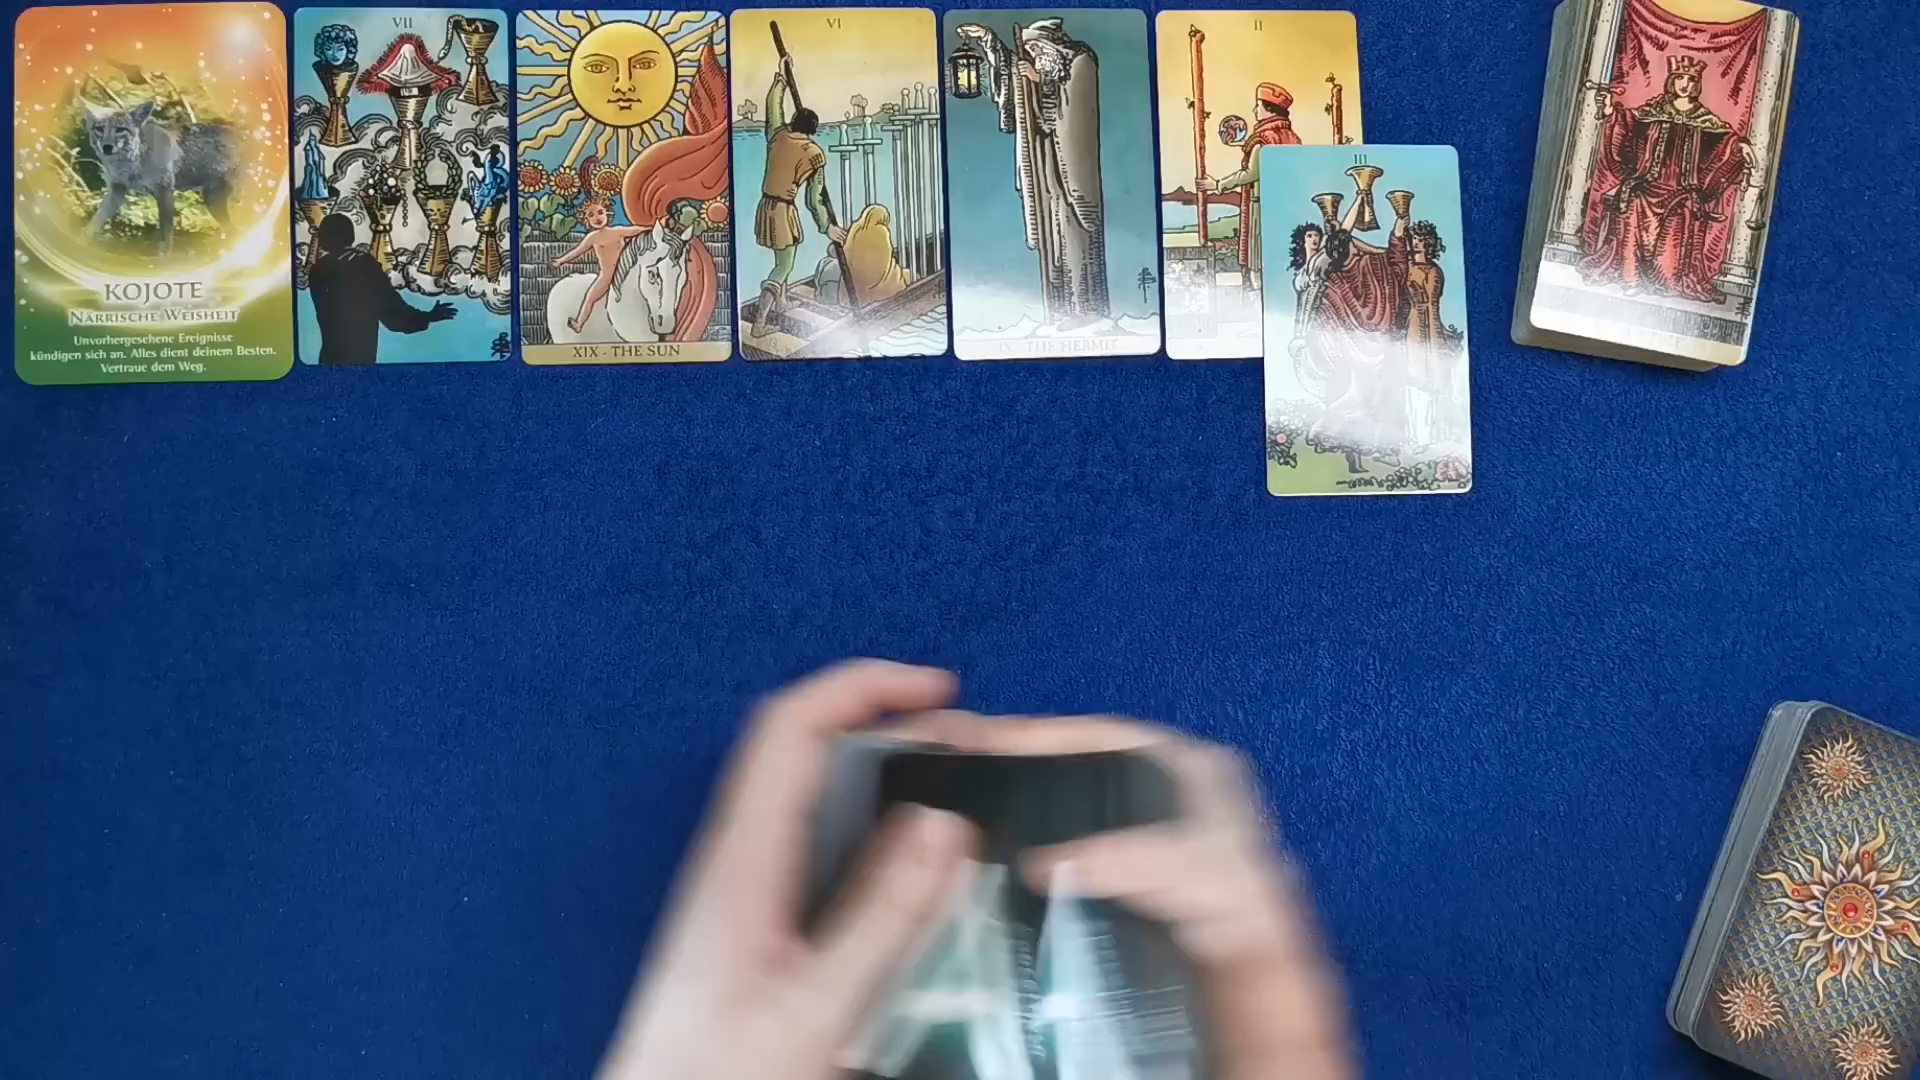 KOJOTE
NÄRRISCHE WEISHEIT
Unvorhergesehene Ereignisse
kündigen sich an. Alles dient deinem Besten.
Vertraue dem Weg.
VII
XIX - THE SUN
VI
IX - THE HERMIT
II
III